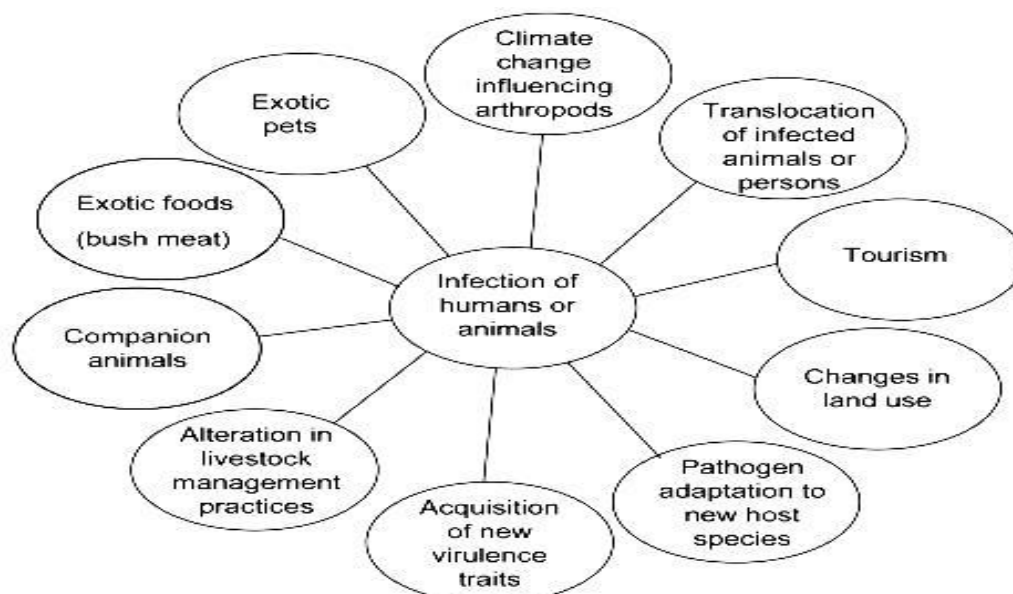 Climate
change
influencing
arthropods
Exotic
pets
Translocation
of infected
animals or
persons
Exotic foods
(bush meat)
Tourism
Infection of
humans or
animals
Companion
animals
Changes in
land use
Alteration in
livestock
management
practices
Pathogen
adaptation to
new host
species
Acquisition
of new
virulence
traits